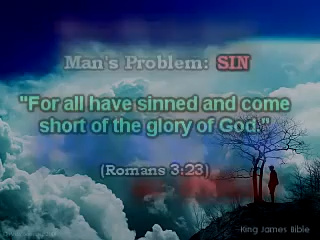 Man's Problem: SIN
"For all have sinned and come
short of the glory of God."
(Romans 3:23)
-King James Bible